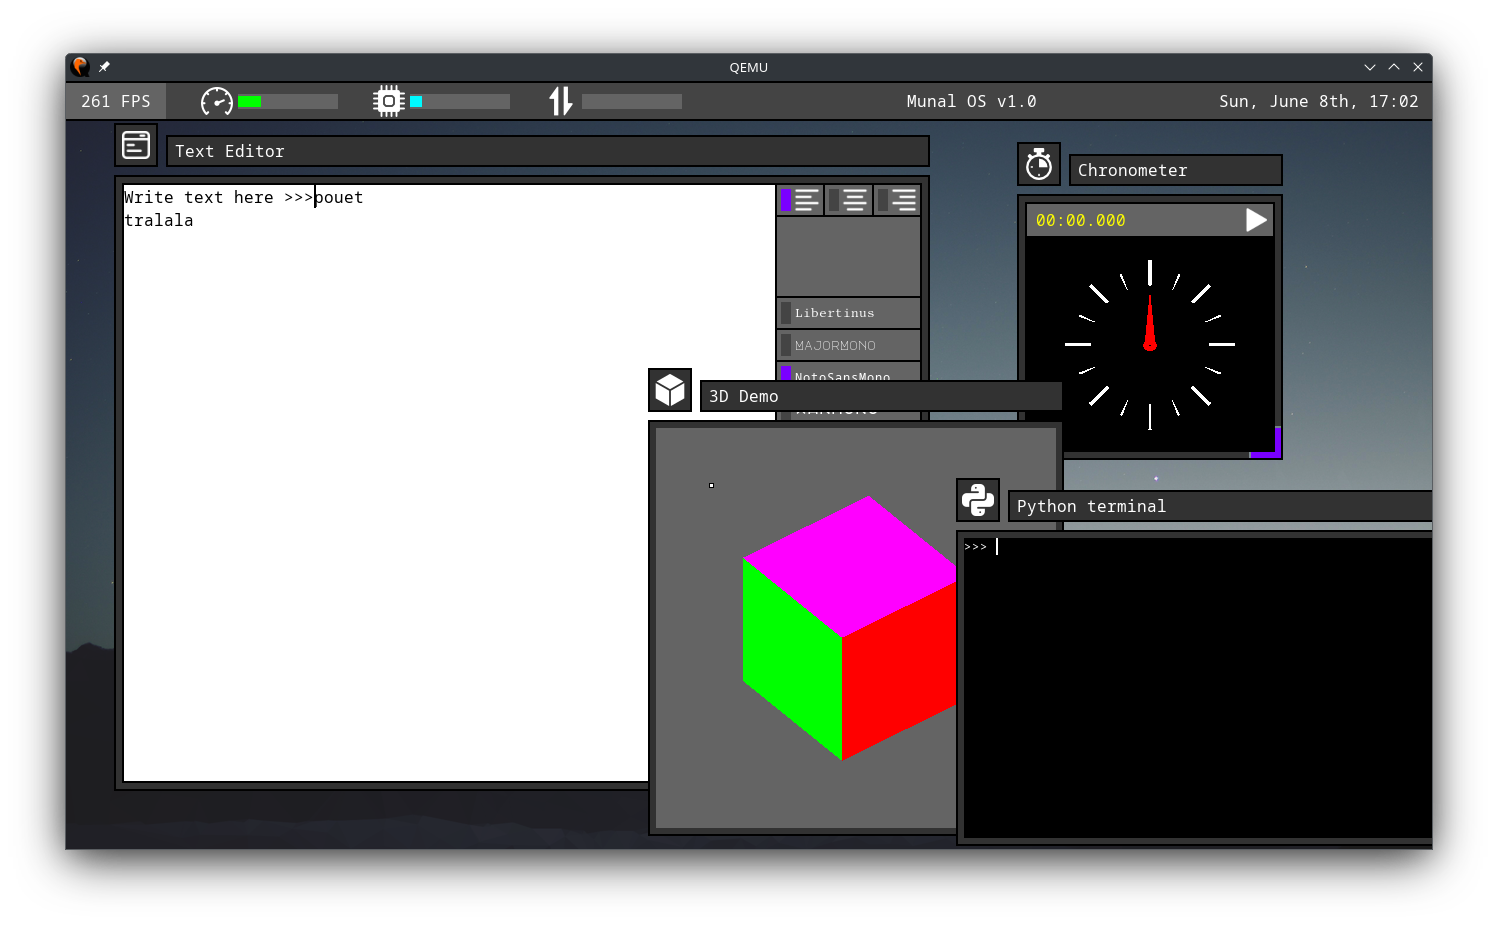 QEMU
261 FPS
Munal OS v1.0
Sun, June 8th, 17:02
Text Editor
Write text here >>>pouet
tralala
Libertinus
MAJORMONO
NotoSansMono
Chronometer
00:00.000
3D Demo
Python terminal
>>>